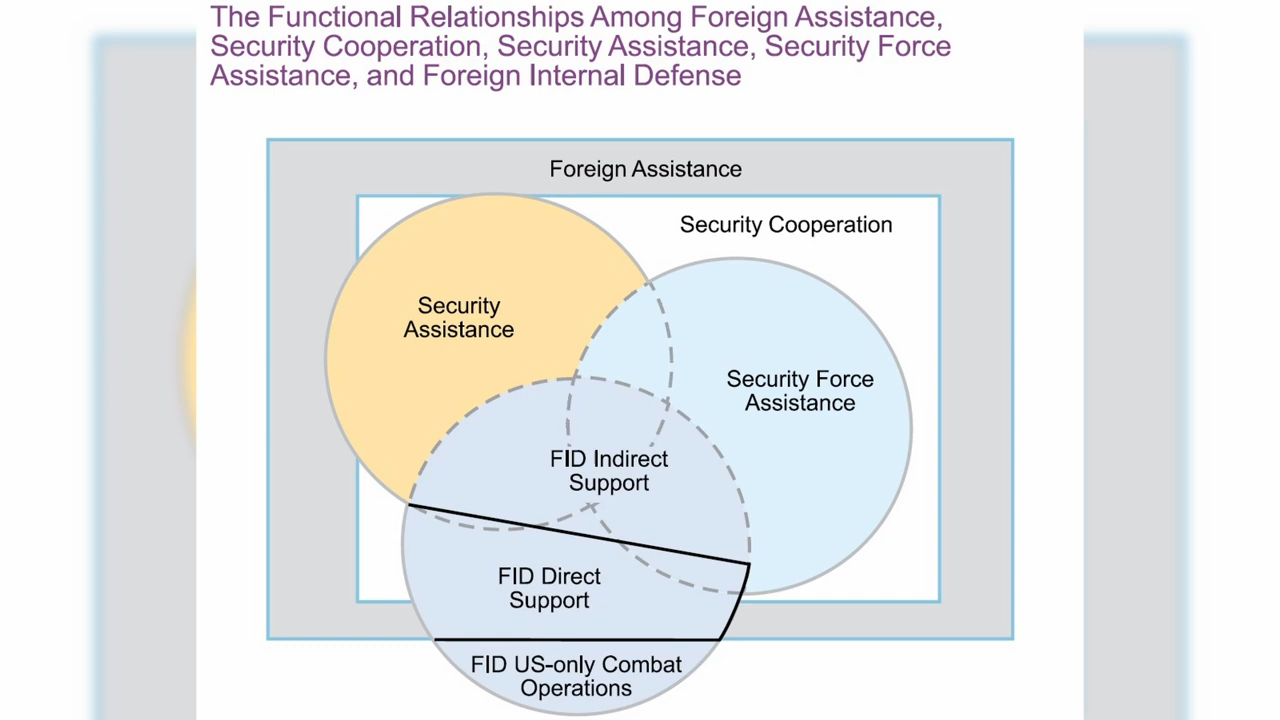 The Functional Relationships Among Foreign Assistance,
Security Cooperation, Security Assistance, Security Force
Assistance, and Foreign Internal Defense
Foreign Assistance
Security Cooperation
Security
Assistance
Security Force
Assistance
FID Indirect
Support
FID Direct
Support
FID US-only Combat
Operations